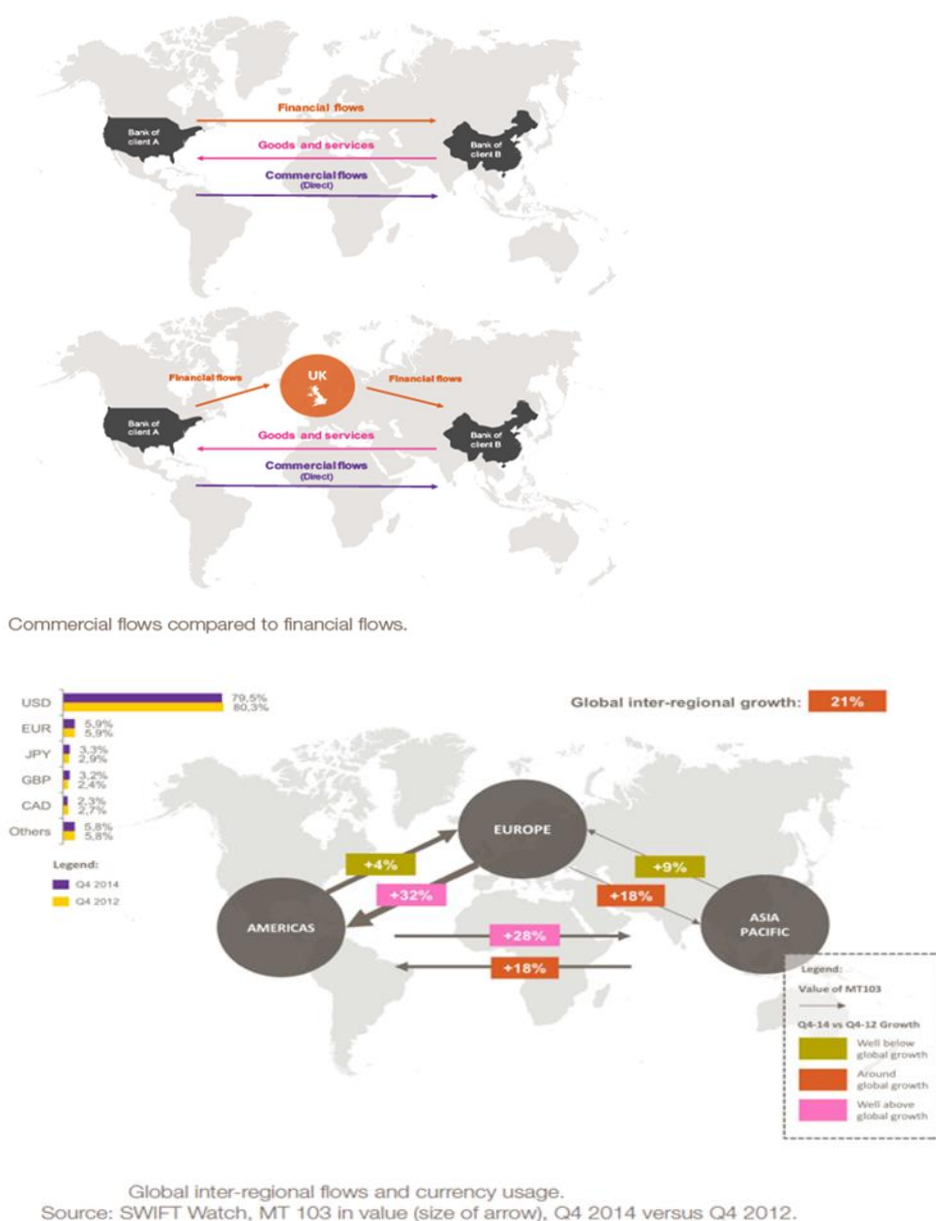 Financial flows
Bank of
client A
Goods and services
Bank of
client B
Commercial flows
(Direct)
UK
Financial flows
Financial flows
Bank of
client A
Goods and services
Bank of
client B
Commercial flows
(Direct)
Commercial flows compared to financial flows.
USD
79,5%
80,3%
EUR
5,9%
5,9%
JPY
3,3%
2,9%
GBP
3,2%
2,4%
CAD
2,3%
2,7%
Others
5,8%
5,8%
Legend:
Q4 2014
Q4 2012
Global inter-regional growth: 21%
EUROPE
+4%
+9%
+32%
+18%
AMERICAS
ASIA
PACIFIC
+28%
+18%
Legend:
Value of MT103
Q4-14 vs Q4-12 Growth
Well below
global growth
Around
global growth
Well above
global growth
Global inter-regional flows and currency usage.
Source: SWIFT Watch, MT 103 in value (size of arrow), Q4 2014 versus Q4 2012.